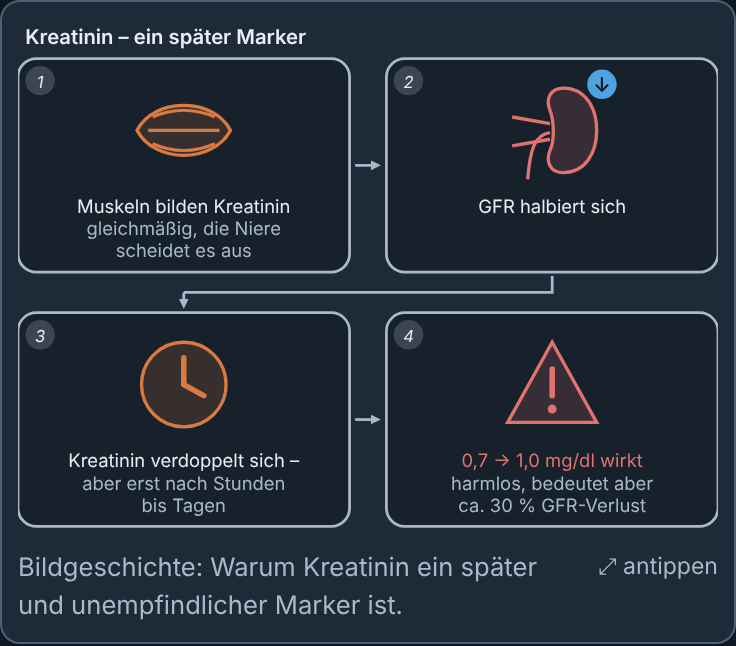 Kreatinin – ein später Marker
1
Muskeln bilden Kreatinin
gleichmäßig, die Niere
scheidet es aus
2
GFR halbiert sich
3
Kreatinin verdoppelt sich –
aber erst nach Stunden
bis Tagen
4
0,7 → 1,0 mg/dl wirkt
harmlos, bedeutet aber
ca. 30 % GFR-Verlust
Bildgeschichte: Warum Kreatinin ein später
und unempfindlicher Marker ist.
⤢ antippen